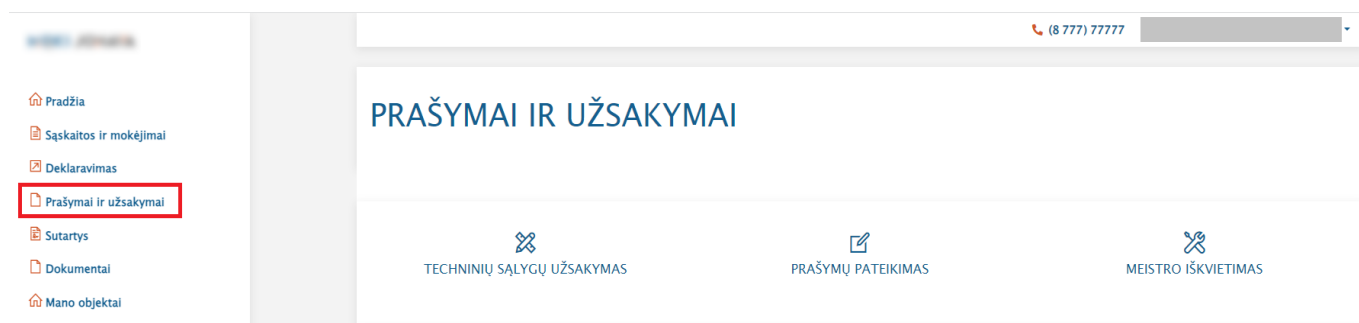 (8 777) 77777
Pradžia
Sąskaitos ir mokėjimai
Deklaravimas
Prašymai ir užsakymai
Sutartys
Dokumentai
Mano objektai
PRAŠYMAI IR UŽSAKYMAI
TECHNINIŲ SĄLYGŲ UŽSAKYMAS
PRAŠYMŲ PATEIKIMAS
MEISTRO IŠKVIETIMAS